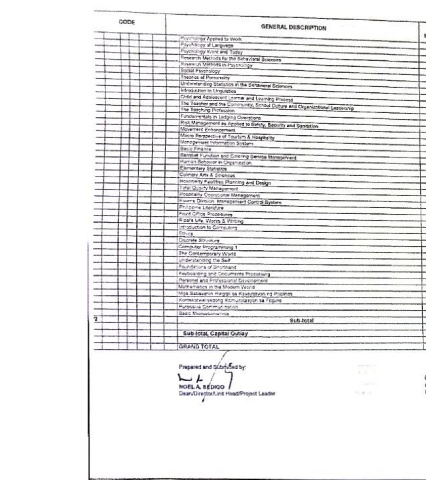 CODE
GENERAL DESCRIPTION
Psychology Applied to Work
Psychology of Language
Psychology Work and Today
Research Methods for the Behavioral Sciences
Research Methods in Psychology
Social Psychology
Theories of Personality
Understanding Statistics in the Behavioral Sciences
Introduction to Linguistics
Child and Adolescent Learner and Learning Process
The Teacher and the Community, School Culture and Organizational Leadership
The Teaching Profession
Fundamentals in Lodging Operations
Risk Management as Applied to Safety, Security and Sanitation
Movement Enhancement
Macro Perspective of Tourism & Hospitality
Management Information System
Basic Finance
Banquet Function and Catering Service Management
Human Behavior in Organization
Elementary Statistics
Culinary Arts & Sciences
Hospitality Facilities Planning and Design
Total Quality Management
Hospitality Operational Management
Rooms Division, Management Control System
Philippine Literature
Front Office Procedures
Rizal's Life, Works & Writing
Introduction to Computing
Ethics
Discrete Structure
Computer Programming 1
The Contemporary World
Understanding the Self
Foundations of Shorthand
Keyboarding and Documents Processing
Personal and Professional Development
Mathematics in the Modern World
Mga Babasahin Hinggil sa Kasaysayan ng Pilipinas
Kontekstwalisadong Komunikasyon sa Filipino
Purposive Communication
Basic Microeconomics
Sub-total
Sub-total, Capital Outlay
GRAND TOTAL
Prepared and Submitted by:
NOEL A. SEDIGO
Dean/Director/Unit Head/Project Leader